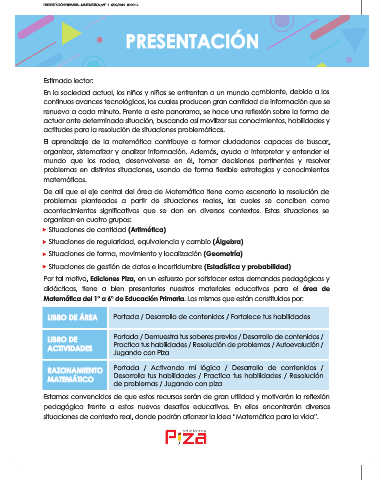 PRESENTACIÓN
Estimado lector:
En la sociedad actual, los niños y niñas se enfrentan a un mundo cambiante, debido a los
continuos avances tecnológicos, los cuales producen gran cantidad de información que se
renueva a cada minuto. Frente a este panorama, se hace una reflexión sobre la forma de
actuar ante determinada situación, buscando así movilizar sus conocimientos, habilidades y
actitudes para la resolución de situaciones problemáticas.
El aprendizaje de la matemática contribuye a formar ciudadanos capaces de buscar,
organizar, sistematizar y analizar información. Además, ayuda a interpretar y entender el
mundo que los rodea, desenvolverse en él, tomar decisiones pertinentes y resolver
problemas en distintas situaciones, usando de forma flexible estrategias y conocimientos
matemáticos.
De allí que el eje central del área de Matemática tiene como escenario la resolución de
problemas planteados a partir de situaciones reales, las cuales se conciben como
acontecimientos significativos que se dan en diversos contextos. Estas situaciones se
organizan en cuatro grupos:
Situaciones de cantidad (Aritmética)
Situaciones de regularidad, equivalencia y cambio (Álgebra)
Situaciones de forma, movimiento y localización (Geometría)
Situaciones de gestión de datos e incertidumbre (Estadística y probabilidad)
Por tal motivo, Ediciones Piza, en un esfuerzo por satisfacer estas demandas pedagógicas y
didácticas, tiene a bien presentarles nuestros materiales educativos para el área de
Matemática del 1° a 6° de Educación Primaria. Los mismos que están constituidos por:
LIBRO DE ÁREA
Portada / Desarrollo de contenidos / Fortalece tus habilidades
LIBRO DE
ACTIVIDADES
Portada / Demuestra tus saberes previos / Desarrollo de contenidos /
Practica tus habilidades / Resolución de problemas / Autoevalución /
Jugando con Piza
RAZONAMIENTO
MATEMÁTICO
Portada / Activando mi lógica / Desarrollo de contenidos /
Desarrolla tus habilidades / Practica tus habilidades / Resolución
de problemas / Jugando con piza
Estamos convencidos de que estos recursos serán de gran utilidad y motivarán la reflexión
pedagógica frente a estos nuevos desafíos educativos. En ellos encontrarán diversas
situaciones de contexto real, donde podrán afianzar la idea "Matemática para la vida".
Piza